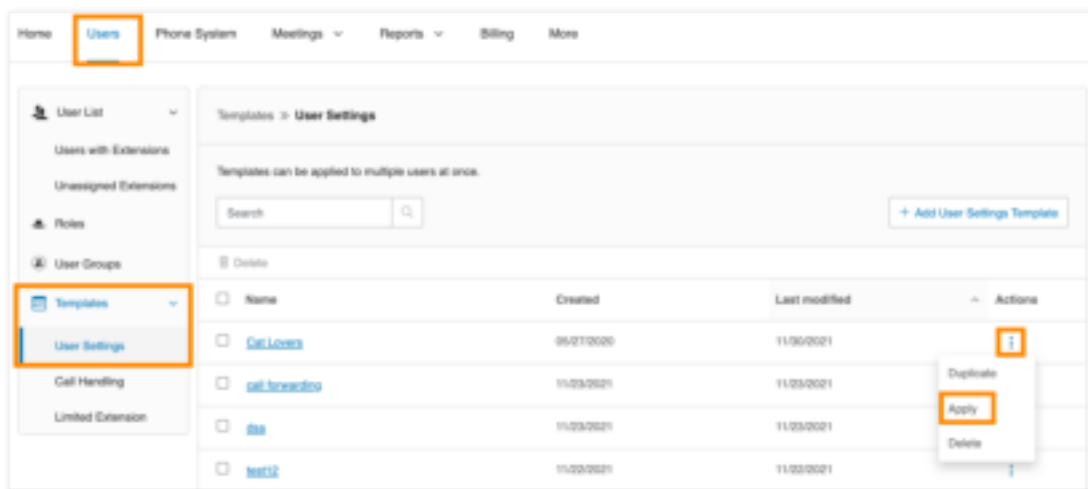 Home Users Phone System Meetings Reports Billing More
User List
Users with Extensions
Unassigned Extensions
Roles
User Groups
Templates
User Settings
Call Handling
Limited Extension
Templates » User Settings
Templates can be applied to multiple users at once.
Search
+ Add User Settings Template
Delete
Name Created Last modified Actions
Cat Lovers 05/27/2020 11/30/2021
call forwarding 11/23/2021 11/23/2021
dsa 11/23/2021 11/23/2021
test12 11/22/2021 11/22/2021
Duplicate
Apply
Delete